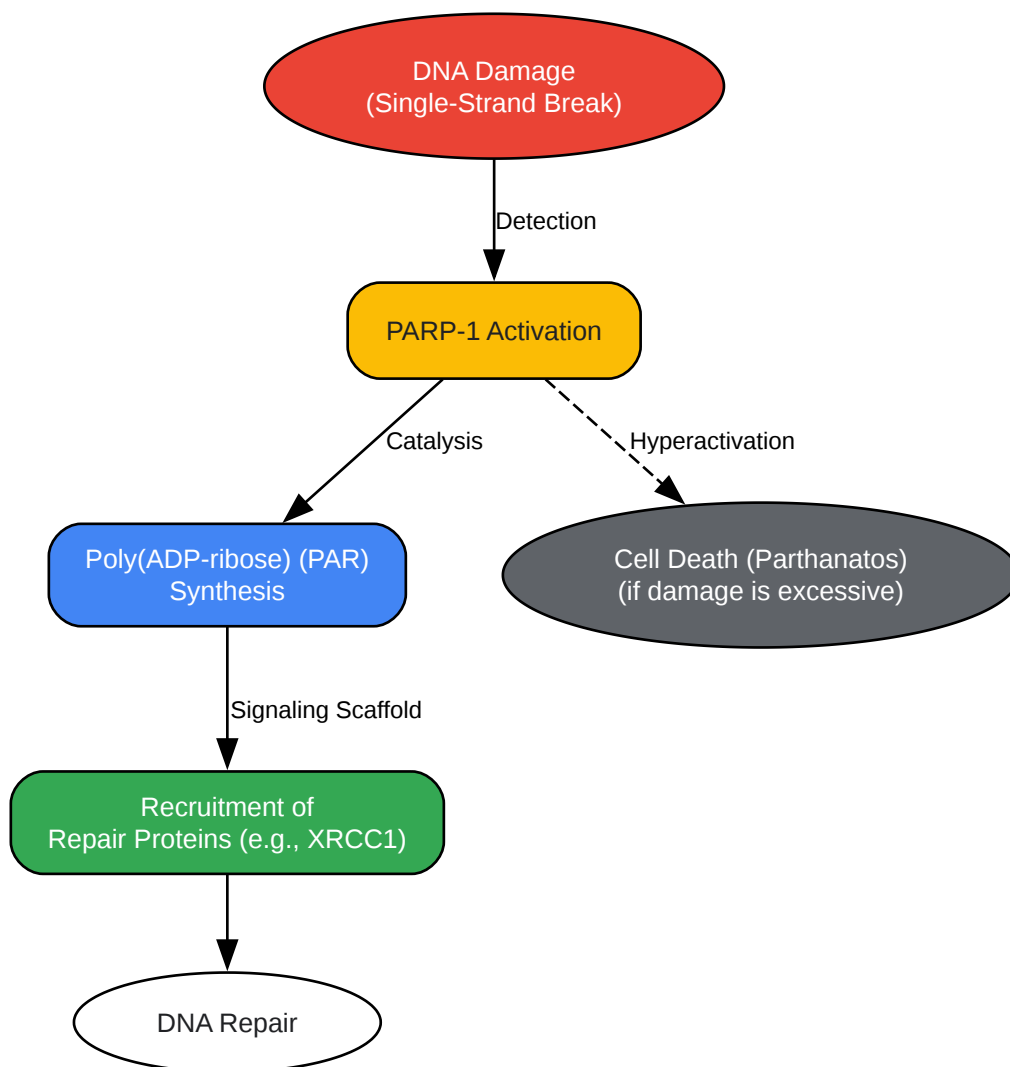 DNA Damage
(Single-Strand Break)
Detection
PARP-1 Activation
Catalysis
Hyperactivation
Poly(ADP-ribose) (PAR)
Synthesis
Cell Death (Parthanatos)
(if damage is excessive)
Signaling Scaffold
Recruitment of
Repair Proteins (e.g., XRCC1)
DNA Repair